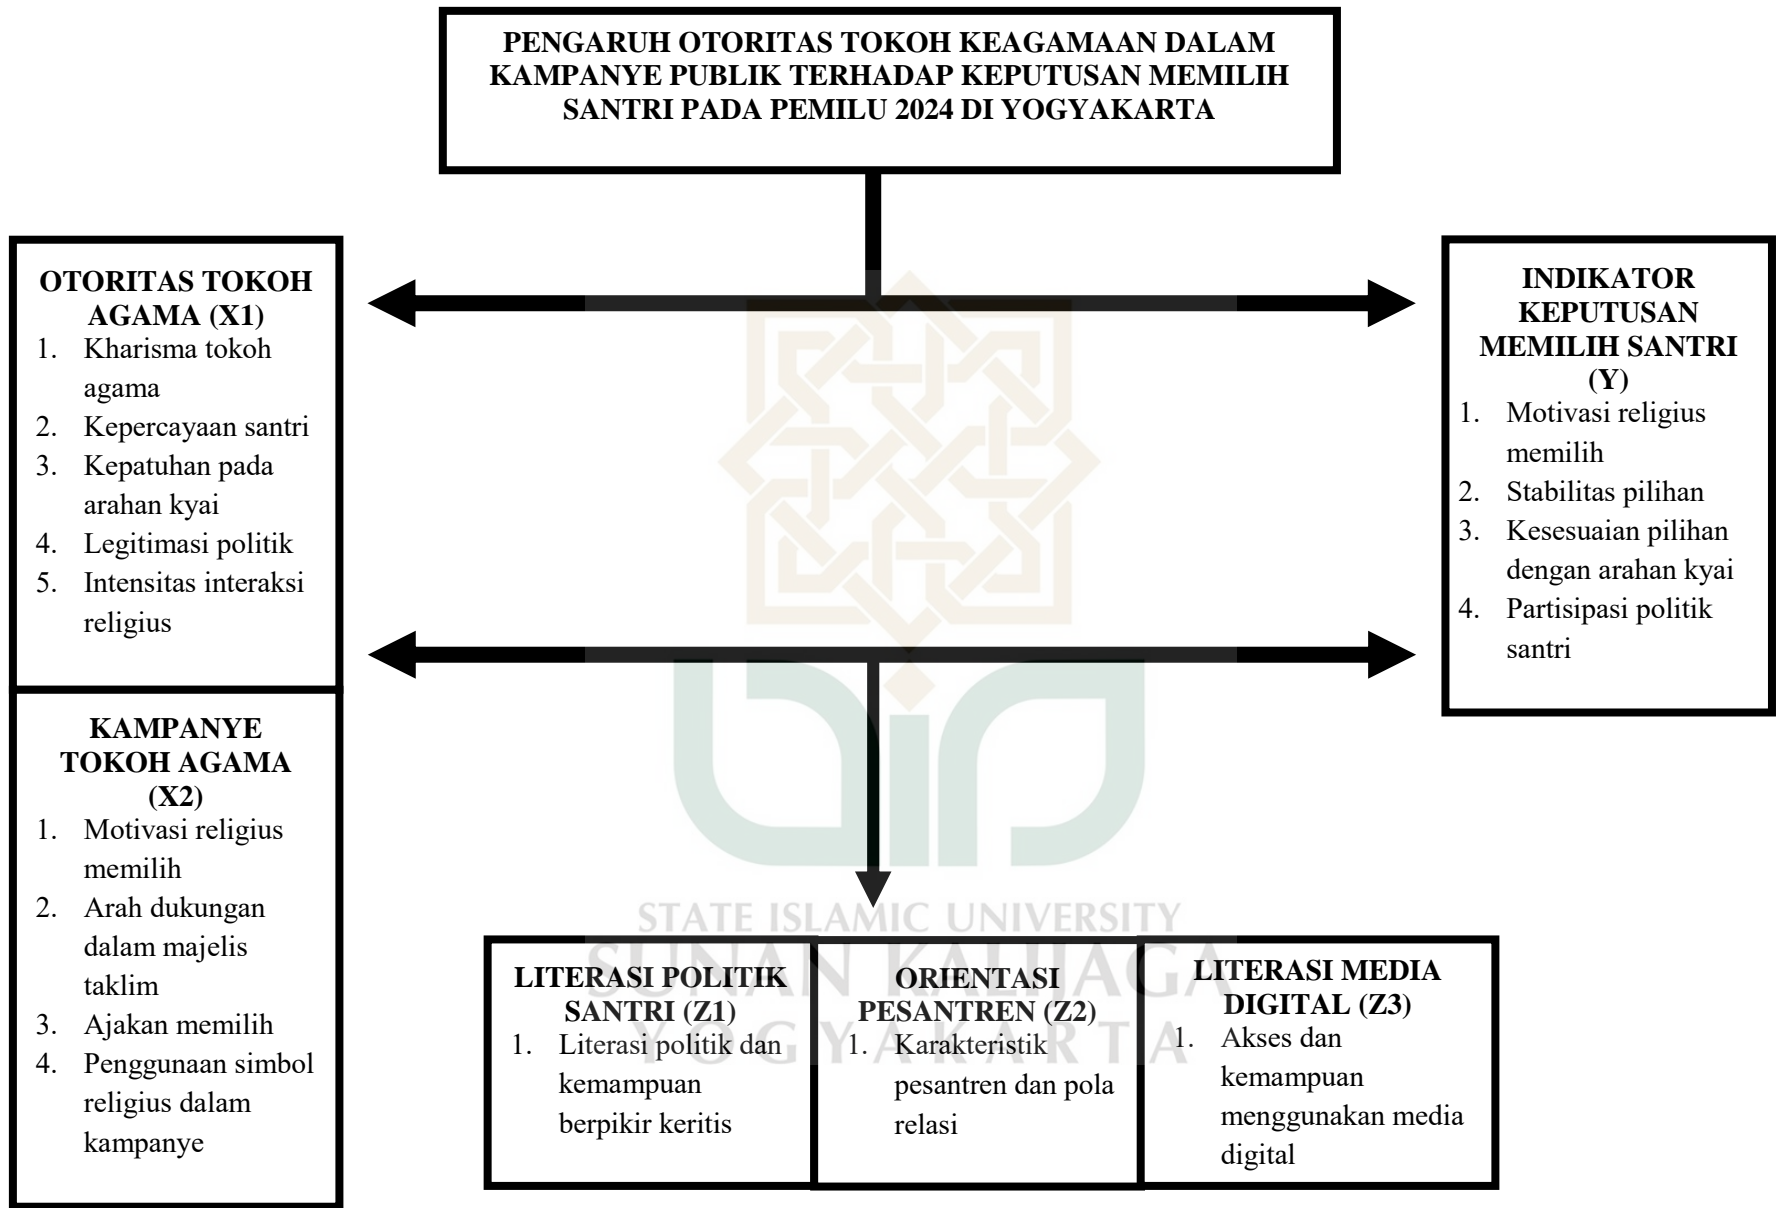 PENGARUH OTORITAS TOKOH KEAGAMAAN DALAM
KAMPANYE PUBLIK TERHADAP KEPUTUSAN MEMILIH
SANTRI PADA PEMILU 2024 DI YOGYAKARTA
OTORITAS TOKOH
AGAMA (X1)
1. Kharisma tokoh
agama
2. Kepercayaan santri
3. Kepatuhan pada
arahan kyai
4. Legitimasi politik
5. Intensitas interaksi
religius
KAMPANYE
TOKOH AGAMA
(X2)
1. Motivasi religius
memilih
2. Arah dukungan
dalam majelis
taklim
3. Ajakan memilih
4. Penggunaan simbol
religius dalam
kampanye
INDIKATOR
KEPUTUSAN
MEMILIH SANTRI
(Y)
1. Motivasi religius
memilih
2. Stabilitas pilihan
3. Kesesuaian pilihan
dengan arahan kyai
4. Partisipasi politik
santri
STATE ISLAMIC UNIVERSITY
SUNAN KALIJAGA
YOGYAKARTA
LITERASI POLITIK
SANTRI (Z1)
1. Literasi politik dan
kemampuan
berpikir keritis
ORIENTASI
PESANTREN (Z2)
1. Karakteristik
pesantren dan pola
relasi
LITERASI MEDIA
DIGITAL (Z3)
1. Akses dan
kemampuan
menggunakan media
digital